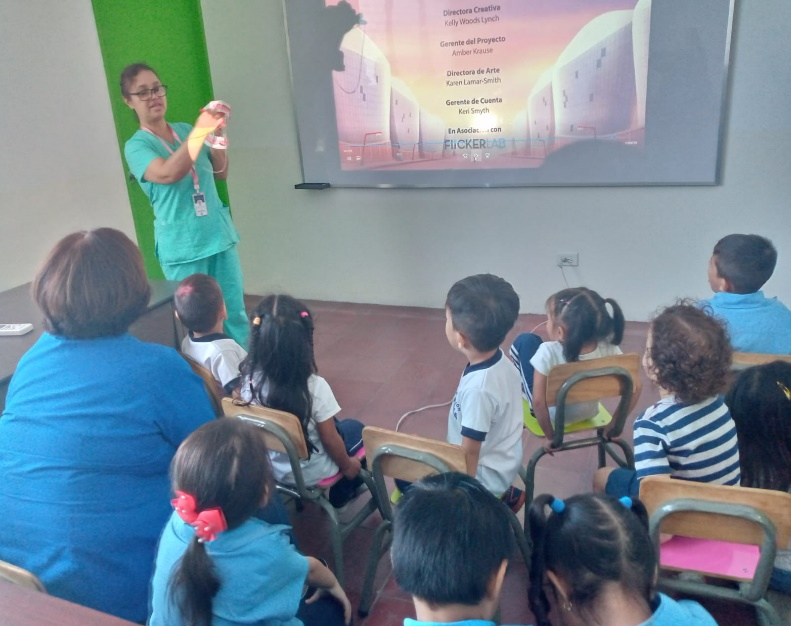 Directora Creativa
Kelly Woods Lynch
Gerente del Proyecto
Amber Krause
Directora de Arte
Karen Lamar-Smith
Gerente de Cuenta
Keri Smyth
En Asociación con
FLiCKERLAB